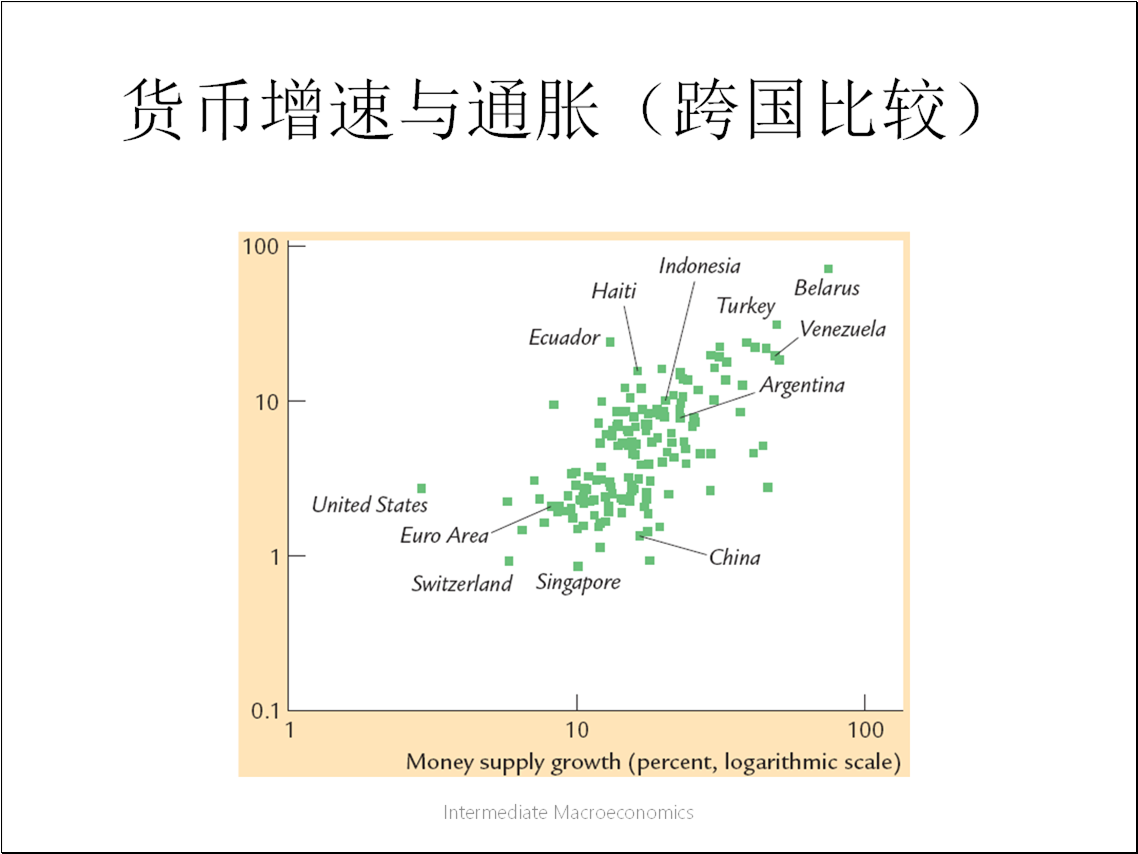 货币增速与通胀（跨国比较）
100
Indonesia
Haiti
Belarus
Turkey
Venezuela
Ecuador
Argentina
10
United States
Euro Area
China
1
Switzerland
Singapore
0.1
1
10
100
Money supply growth (percent, logarithmic scale)
Intermediate Macroeconomics